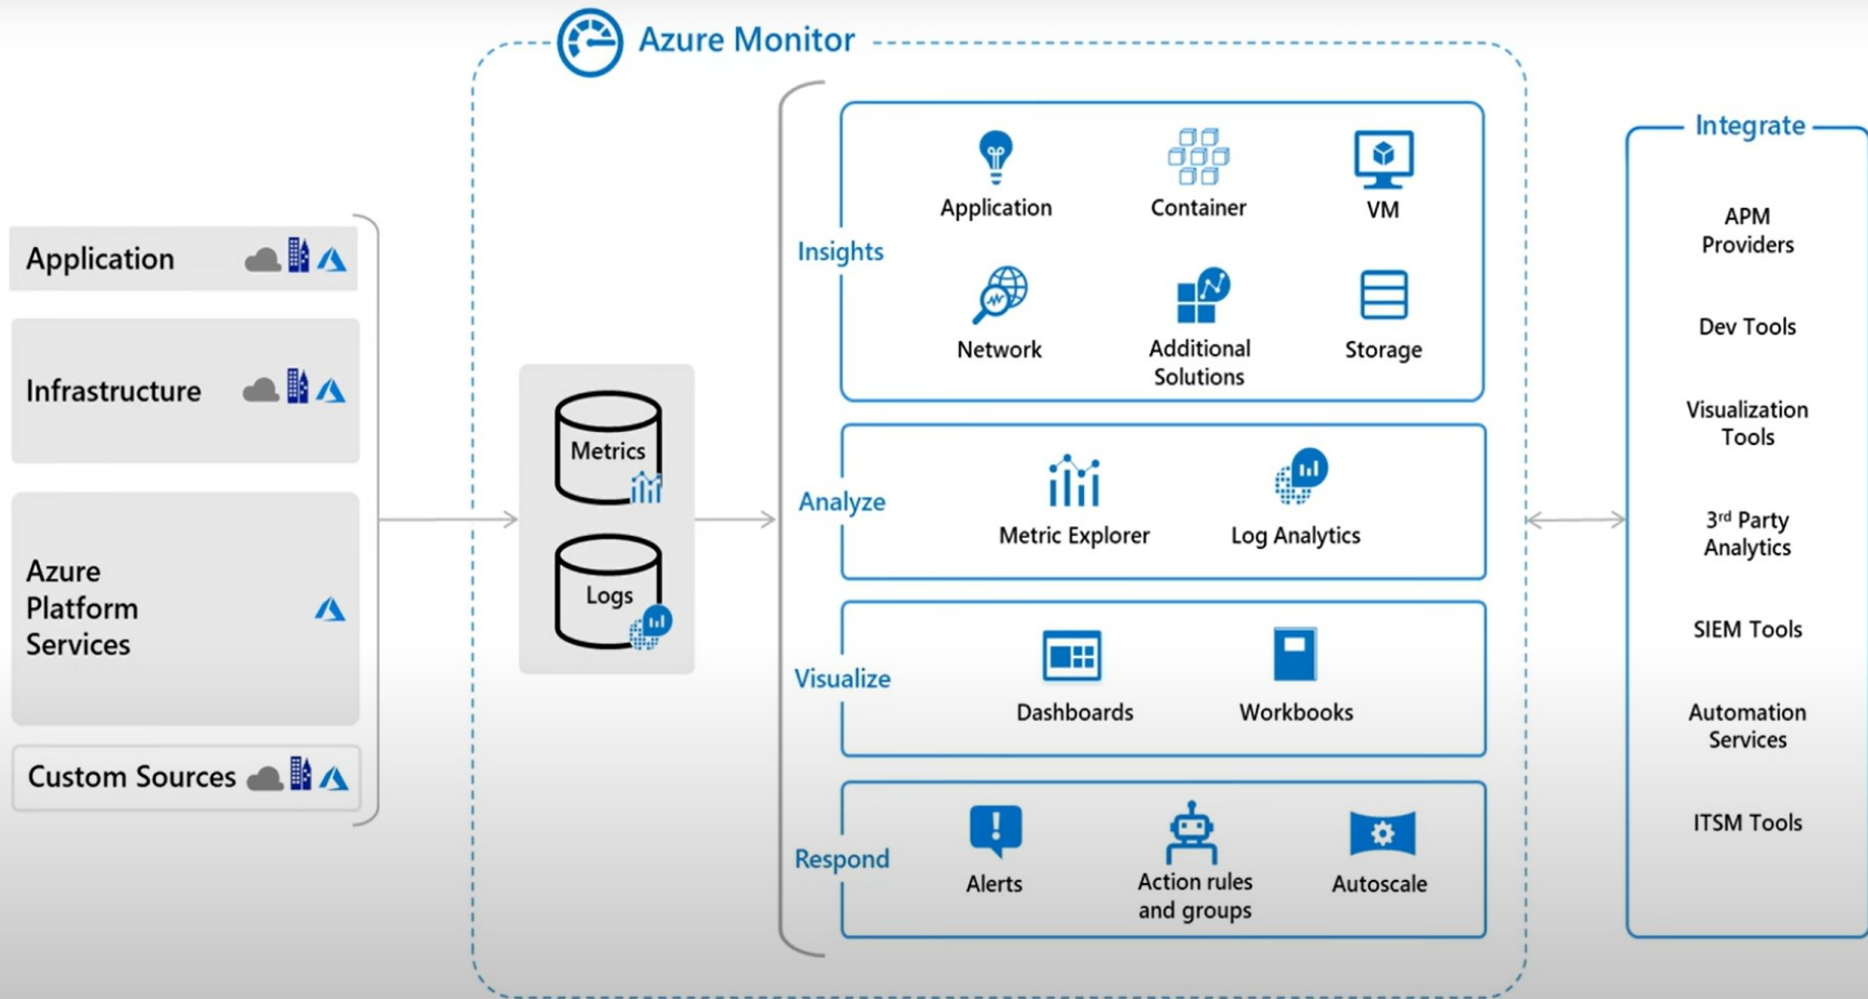 Azure Monitor
Application
Infrastructure
Azure
Platform
Services
Custom Sources
Metrics
Logs
Insights
Application
Container
VM
Network
Additional
Solutions
Storage
Analyze
Metric Explorer
Log Analytics
Visualize
Dashboards
Workbooks
Respond
Alerts
Action rules
and groups
Autoscale
Integrate
APM
Providers
Dev Tools
Visualization
Tools
3rd Party
Analytics
SIEM Tools
Automation
Services
ITSM Tools